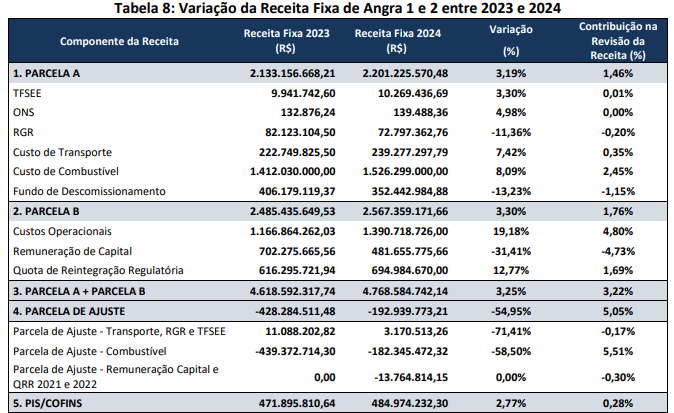 Tabela 8: Variação da Receita Fixa de Angra 1 e 2 entre 2023 e 2024
Componente da Receita Receita Fixa 2023 (R$) Receita Fixa 2024 (R$) Variação (%) Contribuição na Revisão da Receita (%)
1. PARCELA A 2.133.156.668,21 2.201.225.570,48 3,19% 1,46%
TFSEE 9.941.742,60 10.269.436,69 3,30% 0,01%
ONS 132.876,24 139.488,36 4,98% 0,00%
RGR 82.123.104,50 72.797.362,76 -11,36% -0,20%
Custo de Transporte 222.749.825,50 239.277.297,79 7,42% 0,35%
Custo de Combustível 1.412.030.000,00 1.526.299.000,00 8,09% 2,45%
Fundo de Descomissionamento 406.179.119,37 352.442.984,88 -13,23% -1,15%
2. PARCELA B 2.485.435.649,53 2.567.359.171,66 3,30% 1,76%
Custos Operacionais 1.166.864.262,03 1.390.718.726,00 19,18% 4,80%
Remuneração de Capital 702.275.665,56 481.655.775,66 -31,41% -4,73%
Quota de Reintegração Regulatória 616.295.721,94 694.984.670,00 12,77% 1,69%
3. PARCELA A + PARCELA B 4.618.592.317,74 4.768.584.742,14 3,25% 3,22%
4. PARCELA DE AJUSTE -428.284.511,48 -192.939.773,21 -54,95% 5,05%
Parcela de Ajuste - Transporte, RGR e TFSEE 11.088.202,82 3.170.513,26 -71,41% -0,17%
Parcela de Ajuste - Combustível -439.372.714,30 -182.345.472,32 -58,50% 5,51%
Parcela de Ajuste - Remuneração Capital e
QRR 2021 e 2022 0,00 -13.764.814,15 0,00% -0,30%
5. PIS/COFINS 471.895.810,64 484.974.232,30 2,77% 0,28%